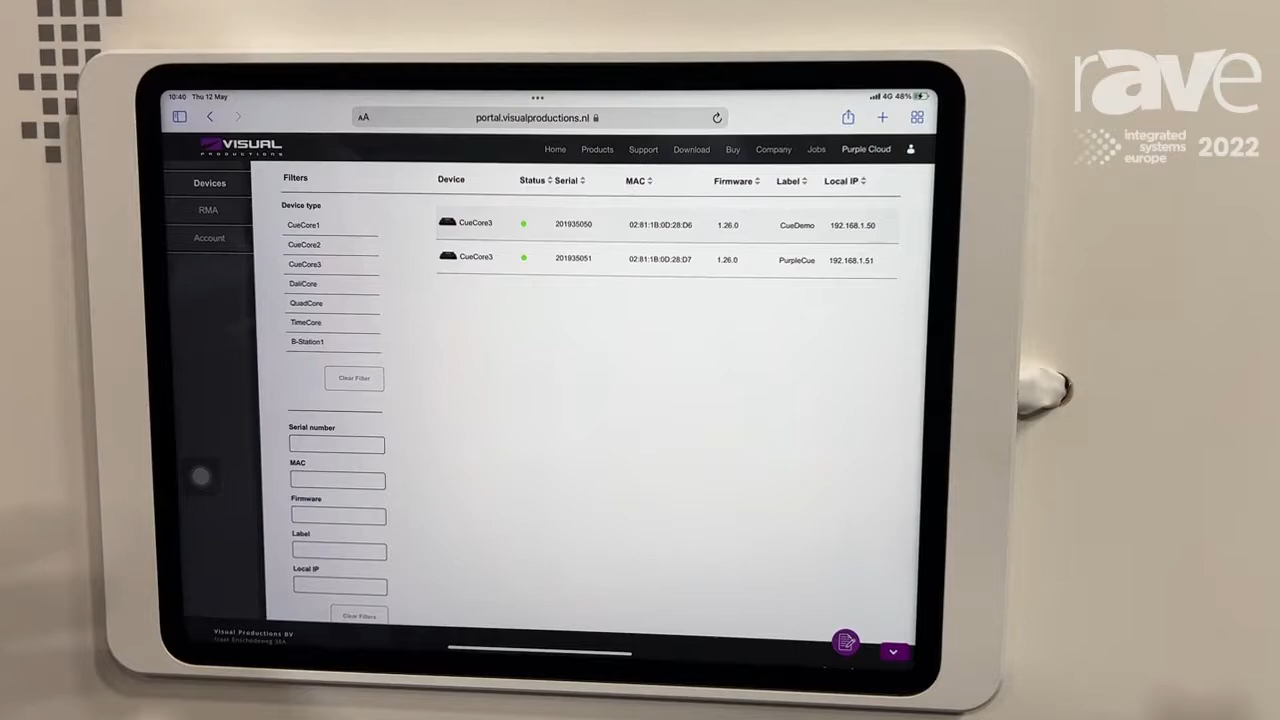 rAVe
integrated systems europe 2022
10:40 Thu 12 May
4G 48%
AA
portal.visualproductions.nl
VISUAL
PRODUCTIONS
Home Products Support Download Buy Company Jobs Purple Cloud
Devices
RMA
Account
Filters
Device type
CueCore1
CueCore2
CueCore3
DaliCore
QuadCore
TimeCore
B-Station1
Clear Filter
Serial number
MAC
Firmware
Label
Local IP
Clear Filters
Device Status Serial MAC Firmware Label Local IP
CueCore3 201935050 02:81:1B:0D:28:D6 1.26.0 CueDemo 192.168.1.50
CueCore3 201935051 02:81:1B:0D:28:D7 1.26.0 PurpleCue 192.168.1.51
Visual Productions BV